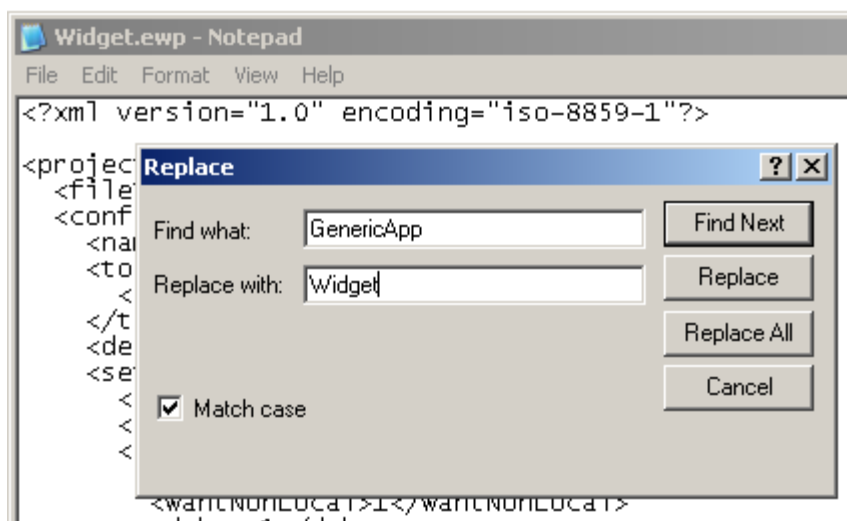 Widget.ewp - Notepad
File Edit Format View Help
<?xml version="1.0" encoding="iso-8859-1"?>
<projec
Replace
? X
<file
<conf
Find what: GenericApp Find Next
<nar
<to
Replace with: Widget Replace
<
</t
<de
Replace All
<se
<
Cancel
Match case
<
<
<wantNonLocal>1</wantNonLocal>